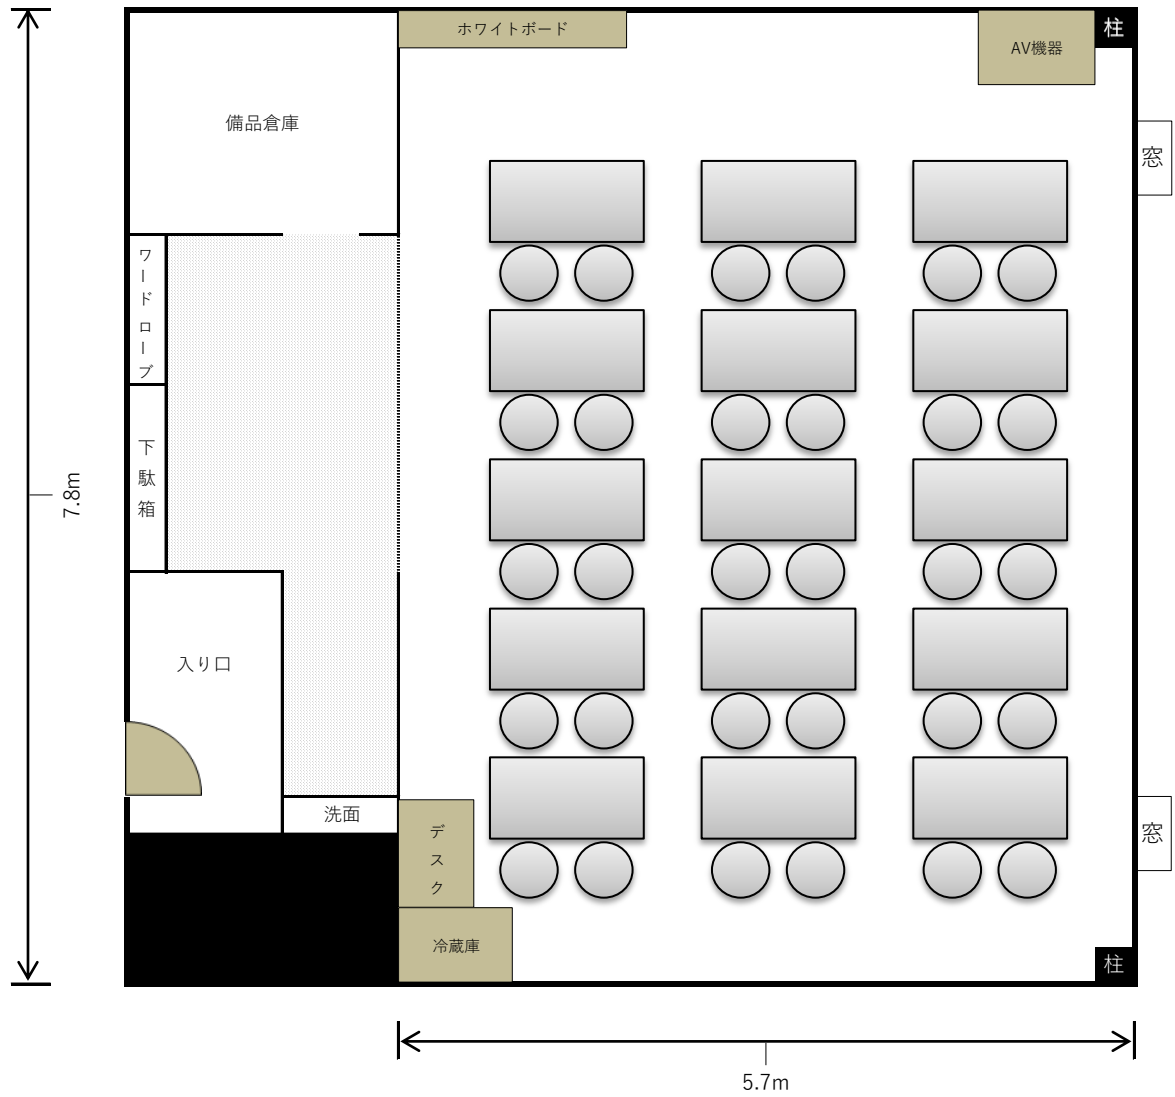 ホワイトボード
柱
AV機器
備品倉庫
窓
ワードローブ
下駄箱
7.8m
入り口
洗面
デスク
窓
冷蔵庫
柱
5.7m